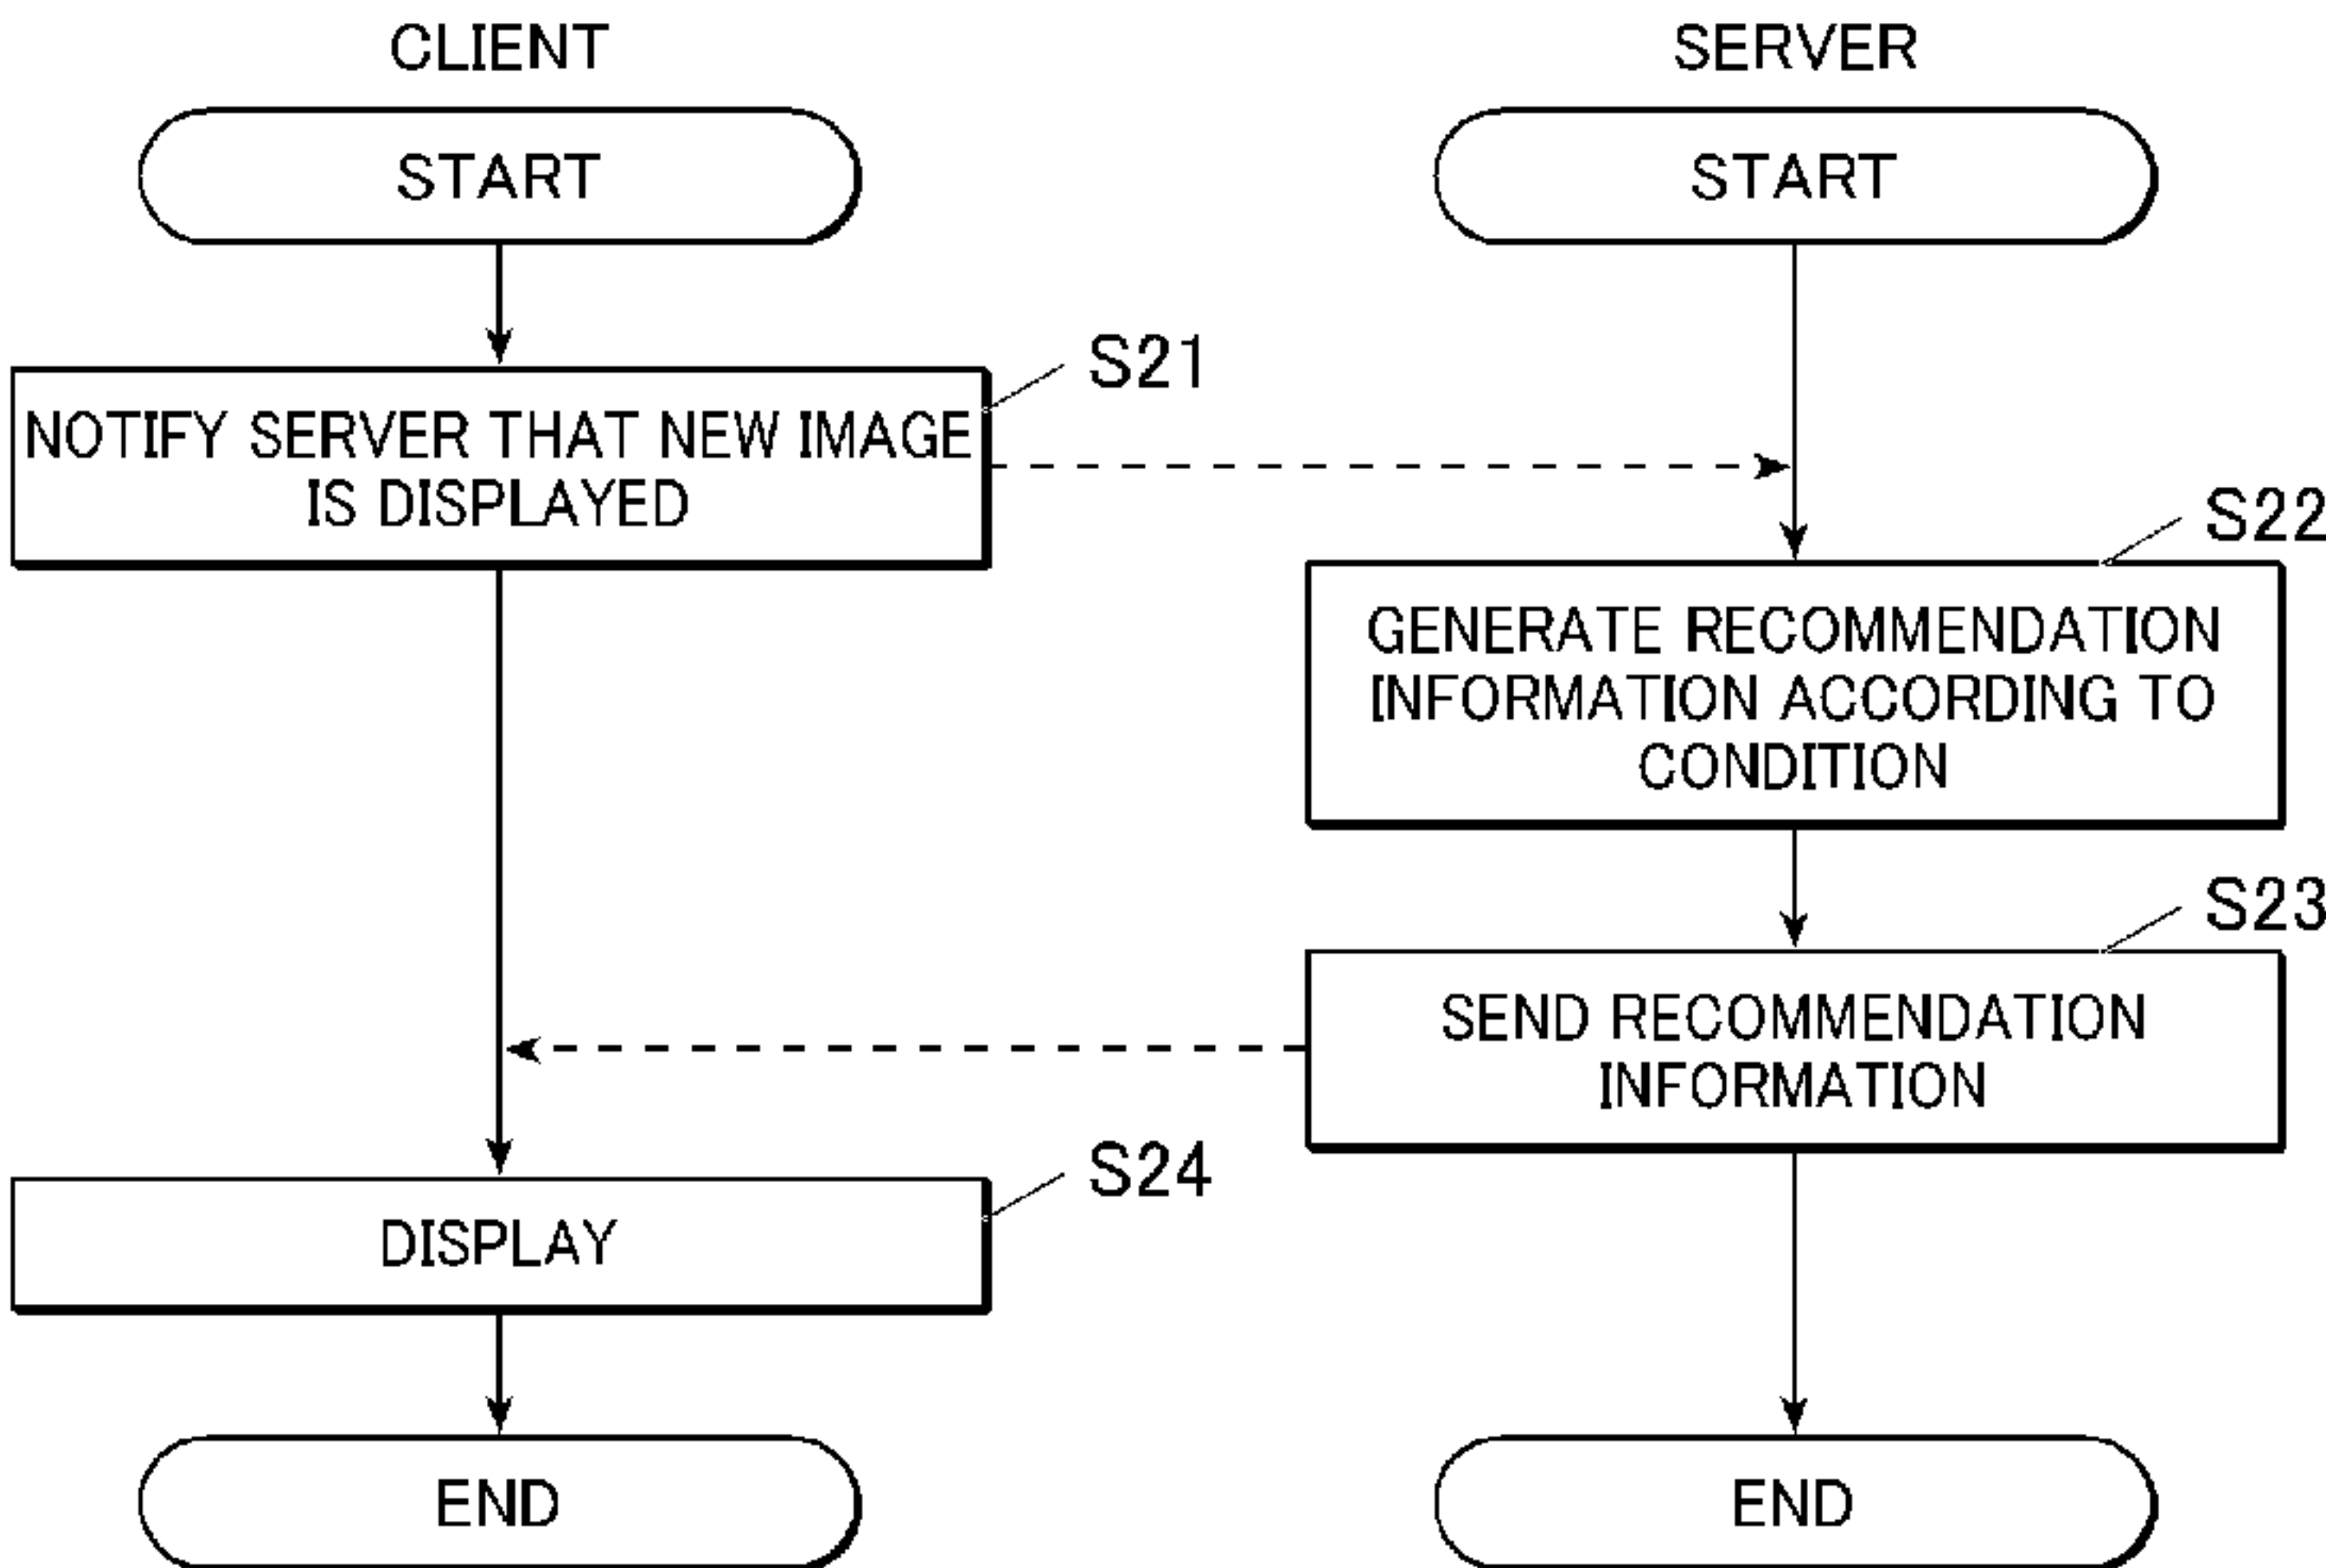 CLIENT
SERVER
START
START
S21
NOTIFY SERVER THAT NEW IMAGE
IS DISPLAYED
S22
GENERATE RECOMMENDATION
INFORMATION ACCORDING TO
CONDITION
S23
SEND RECOMMENDATION
INFORMATION
S24
DISPLAY
END
END